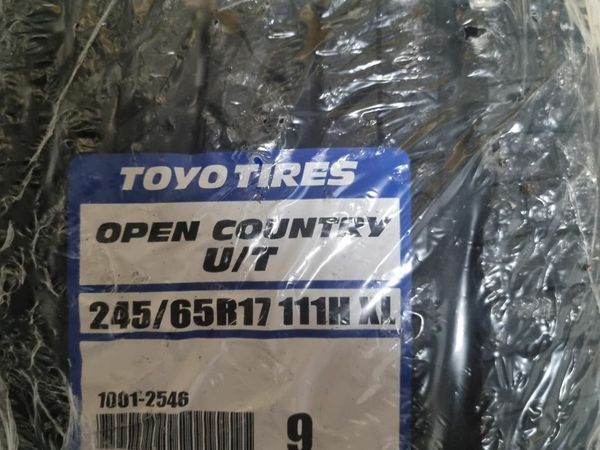 TOYO TIRES
OPEN COUNTRY
U/T
245/65R17 111H XL
1001-2546
9